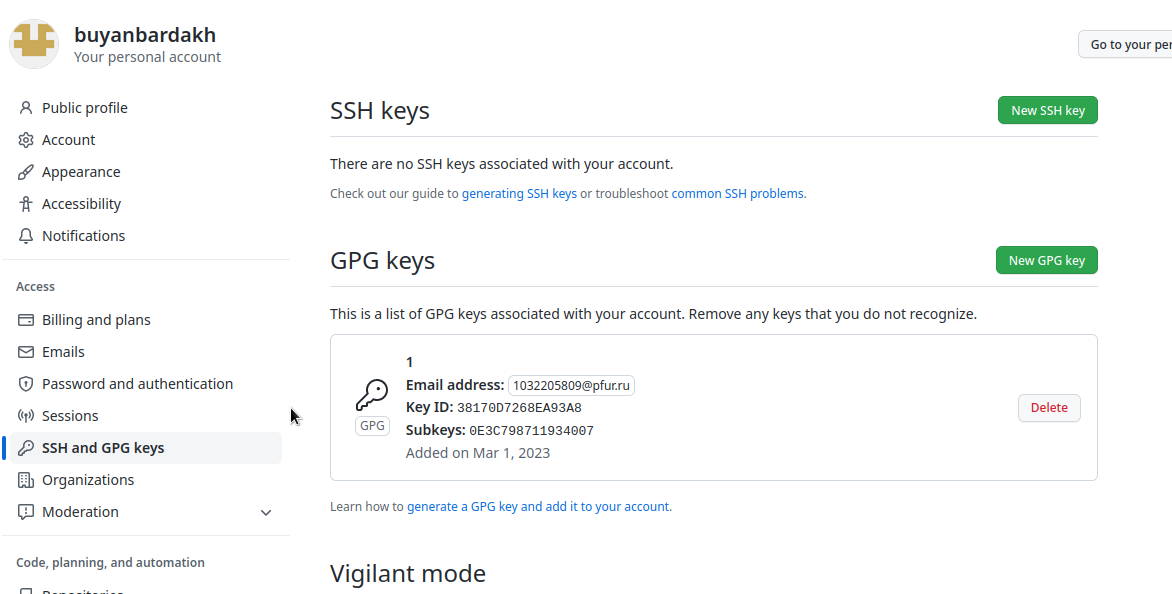 buyanbardakh
Your personal account
Go to your per
Public profile
Account
Appearance
Accessibility
Notifications
Access
Billing and plans
Emails
Password and authentication
Sessions
SSH and GPG keys
Organizations
Moderation
Code, planning, and automation
Repositories
SSH keys
New SSH key
There are no SSH keys associated with your account.
Check out our guide to generating SSH keys or troubleshoot common SSH problems.
GPG keys
New GPG key
This is a list of GPG keys associated with your account. Remove any keys that you do not recognize.
GPG
1
Email address: 1032205809@pfur.ru
Key ID: 38170D7268EA93A8
Subkeys: 0E3C798711934007
Added on Mar 1, 2023
Delete
Learn how to generate a GPG key and add it to your account.
Vigilant mode